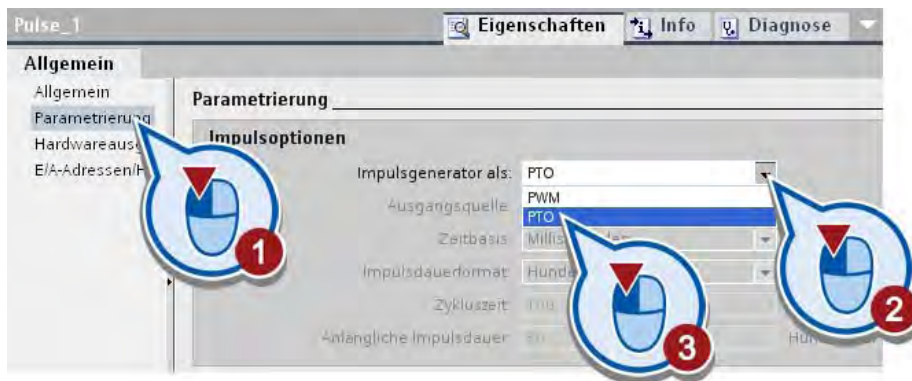 Pulse_1
Eigenschaften
Info
Diagnose
Allgemein
Allgemein
Parametrierung
E/A-Adressen/H
Parametrierung
Impulsoptionen
Impulsgenerator als: PTO
PWM
PTO
Ausgangsquelle
Zeitbasis
Impulsdauerformat
Zykluszeit
Anfängliche Impulsdauer
1
2
3